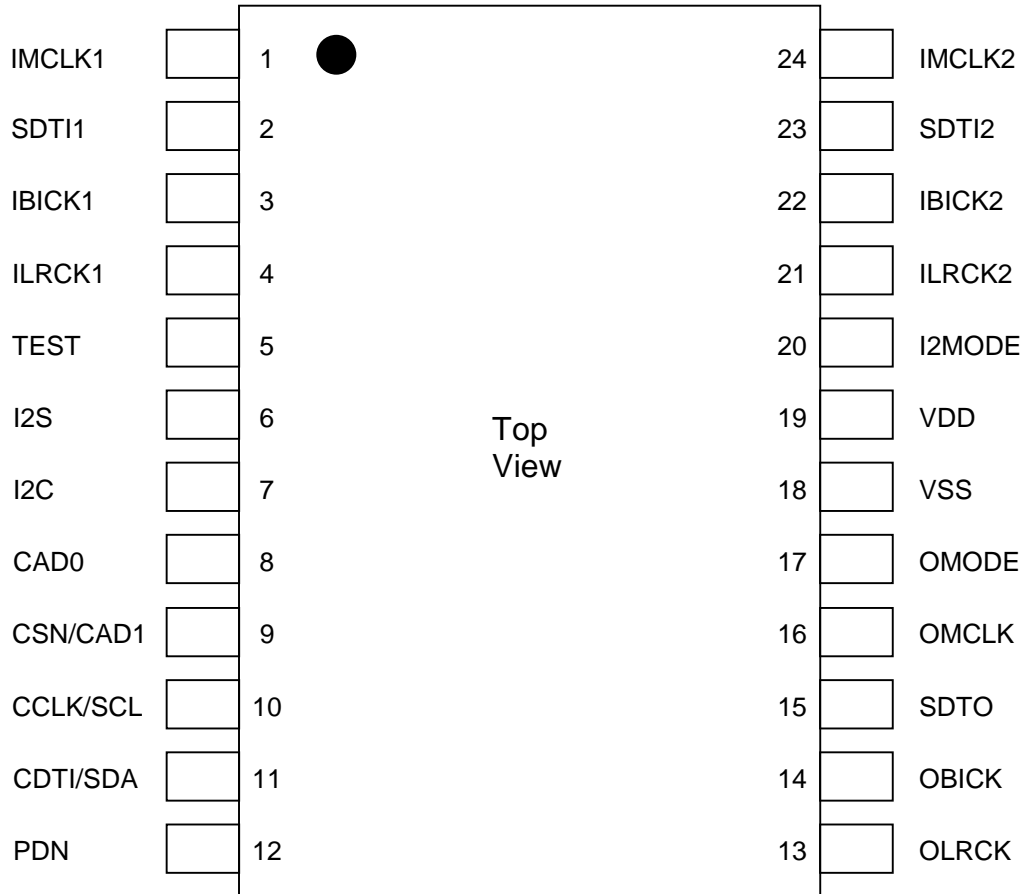 IMCLK1 1 24 IMCLK2
SDTI1 2 23 SDTI2
IBICK1 3 22 IBICK2
ILRCK1 4 21 ILRCK2
TEST 5 20 I2MODE
I2S 6 19 VDD
Top
View
I2C 7 18 VSS
CAD0 8 17 OMODE
CSN/CAD1 9 16 OMCLK
CCLK/SCL 10 15 SDTO
CDTI/SDA 11 14 OBICK
PDN 12 13 OLRCK